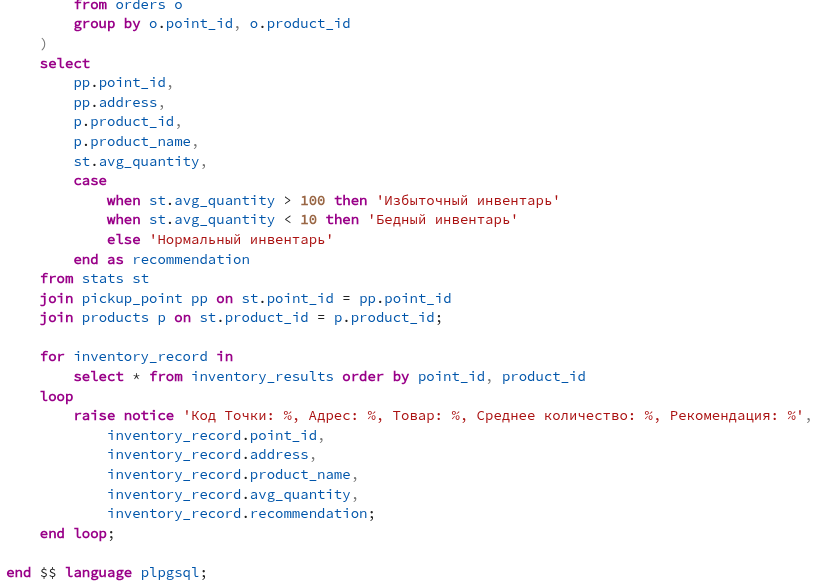 from orders o
group by o.point_id, o.product_id
)
select
pp.point_id,
pp.address,
p.product_id,
p.product_name,
st.avg_quantity,
case
when st.avg_quantity > 100 then 'Избыточный инвентарь'
when st.avg_quantity < 10 then 'Бедный инвентарь'
else 'Нормальный инвентарь'
end as recommendation
from stats st
join pickup_point pp on st.point_id = pp.point_id
join products p on st.product_id = p.product_id;
for inventory_record in
select * from inventory_results order by point_id, product_id
loop
raise notice 'Код Точки: %, Адрес: %, Товар: %, Среднее количество: %, Рекомендация: %',
inventory_record.point_id,
inventory_record.address,
inventory_record.product_name,
inventory_record.avg_quantity,
inventory_record.recommendation;
end loop;
end $$ language plpgsql;